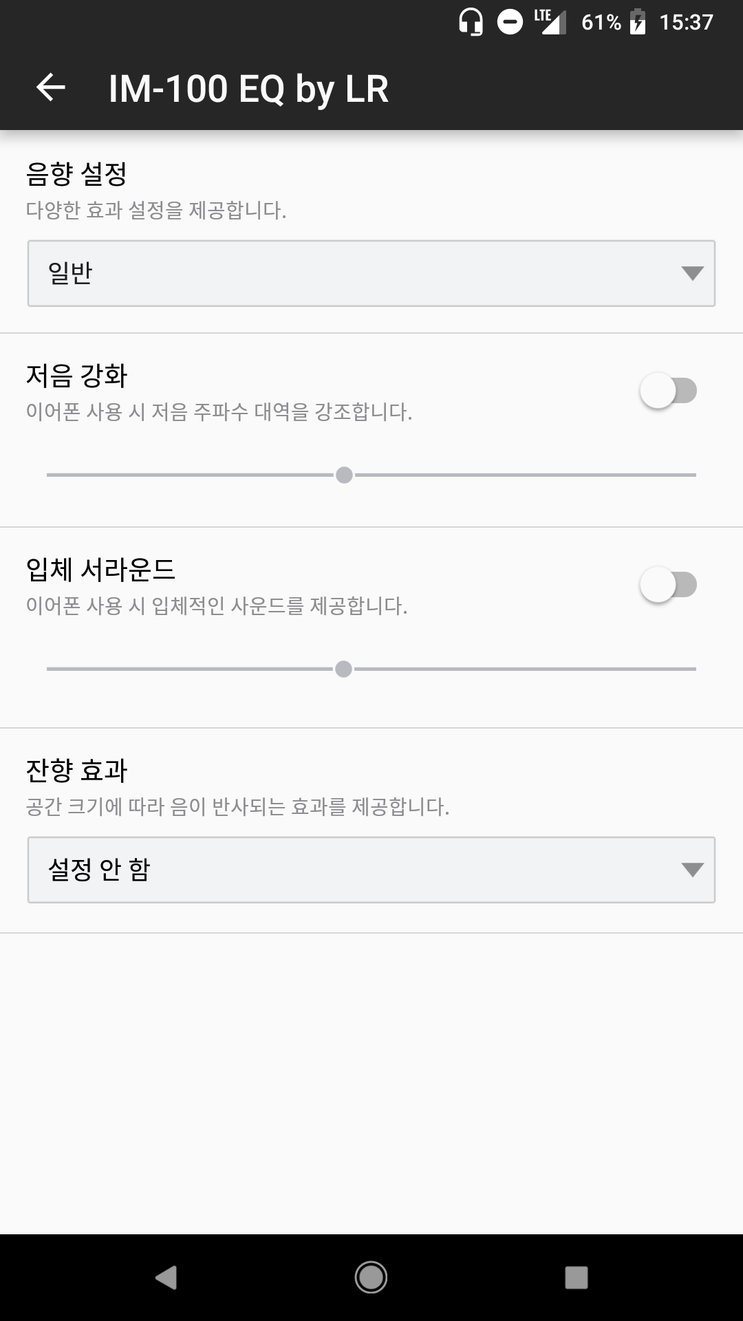 LTE 61% 15:37
IM-100 EQ by LR
음향 설정
다양한 효과 설정을 제공합니다.
일반
저음 강화
이어폰 사용 시 저음 주파수 대역을 강조합니다.
입체 서라운드
이어폰 사용 시 입체적인 사운드를 제공합니다.
잔향 효과
공간 크기에 따라 음이 반사되는 효과를 제공합니다.
설정 안 함